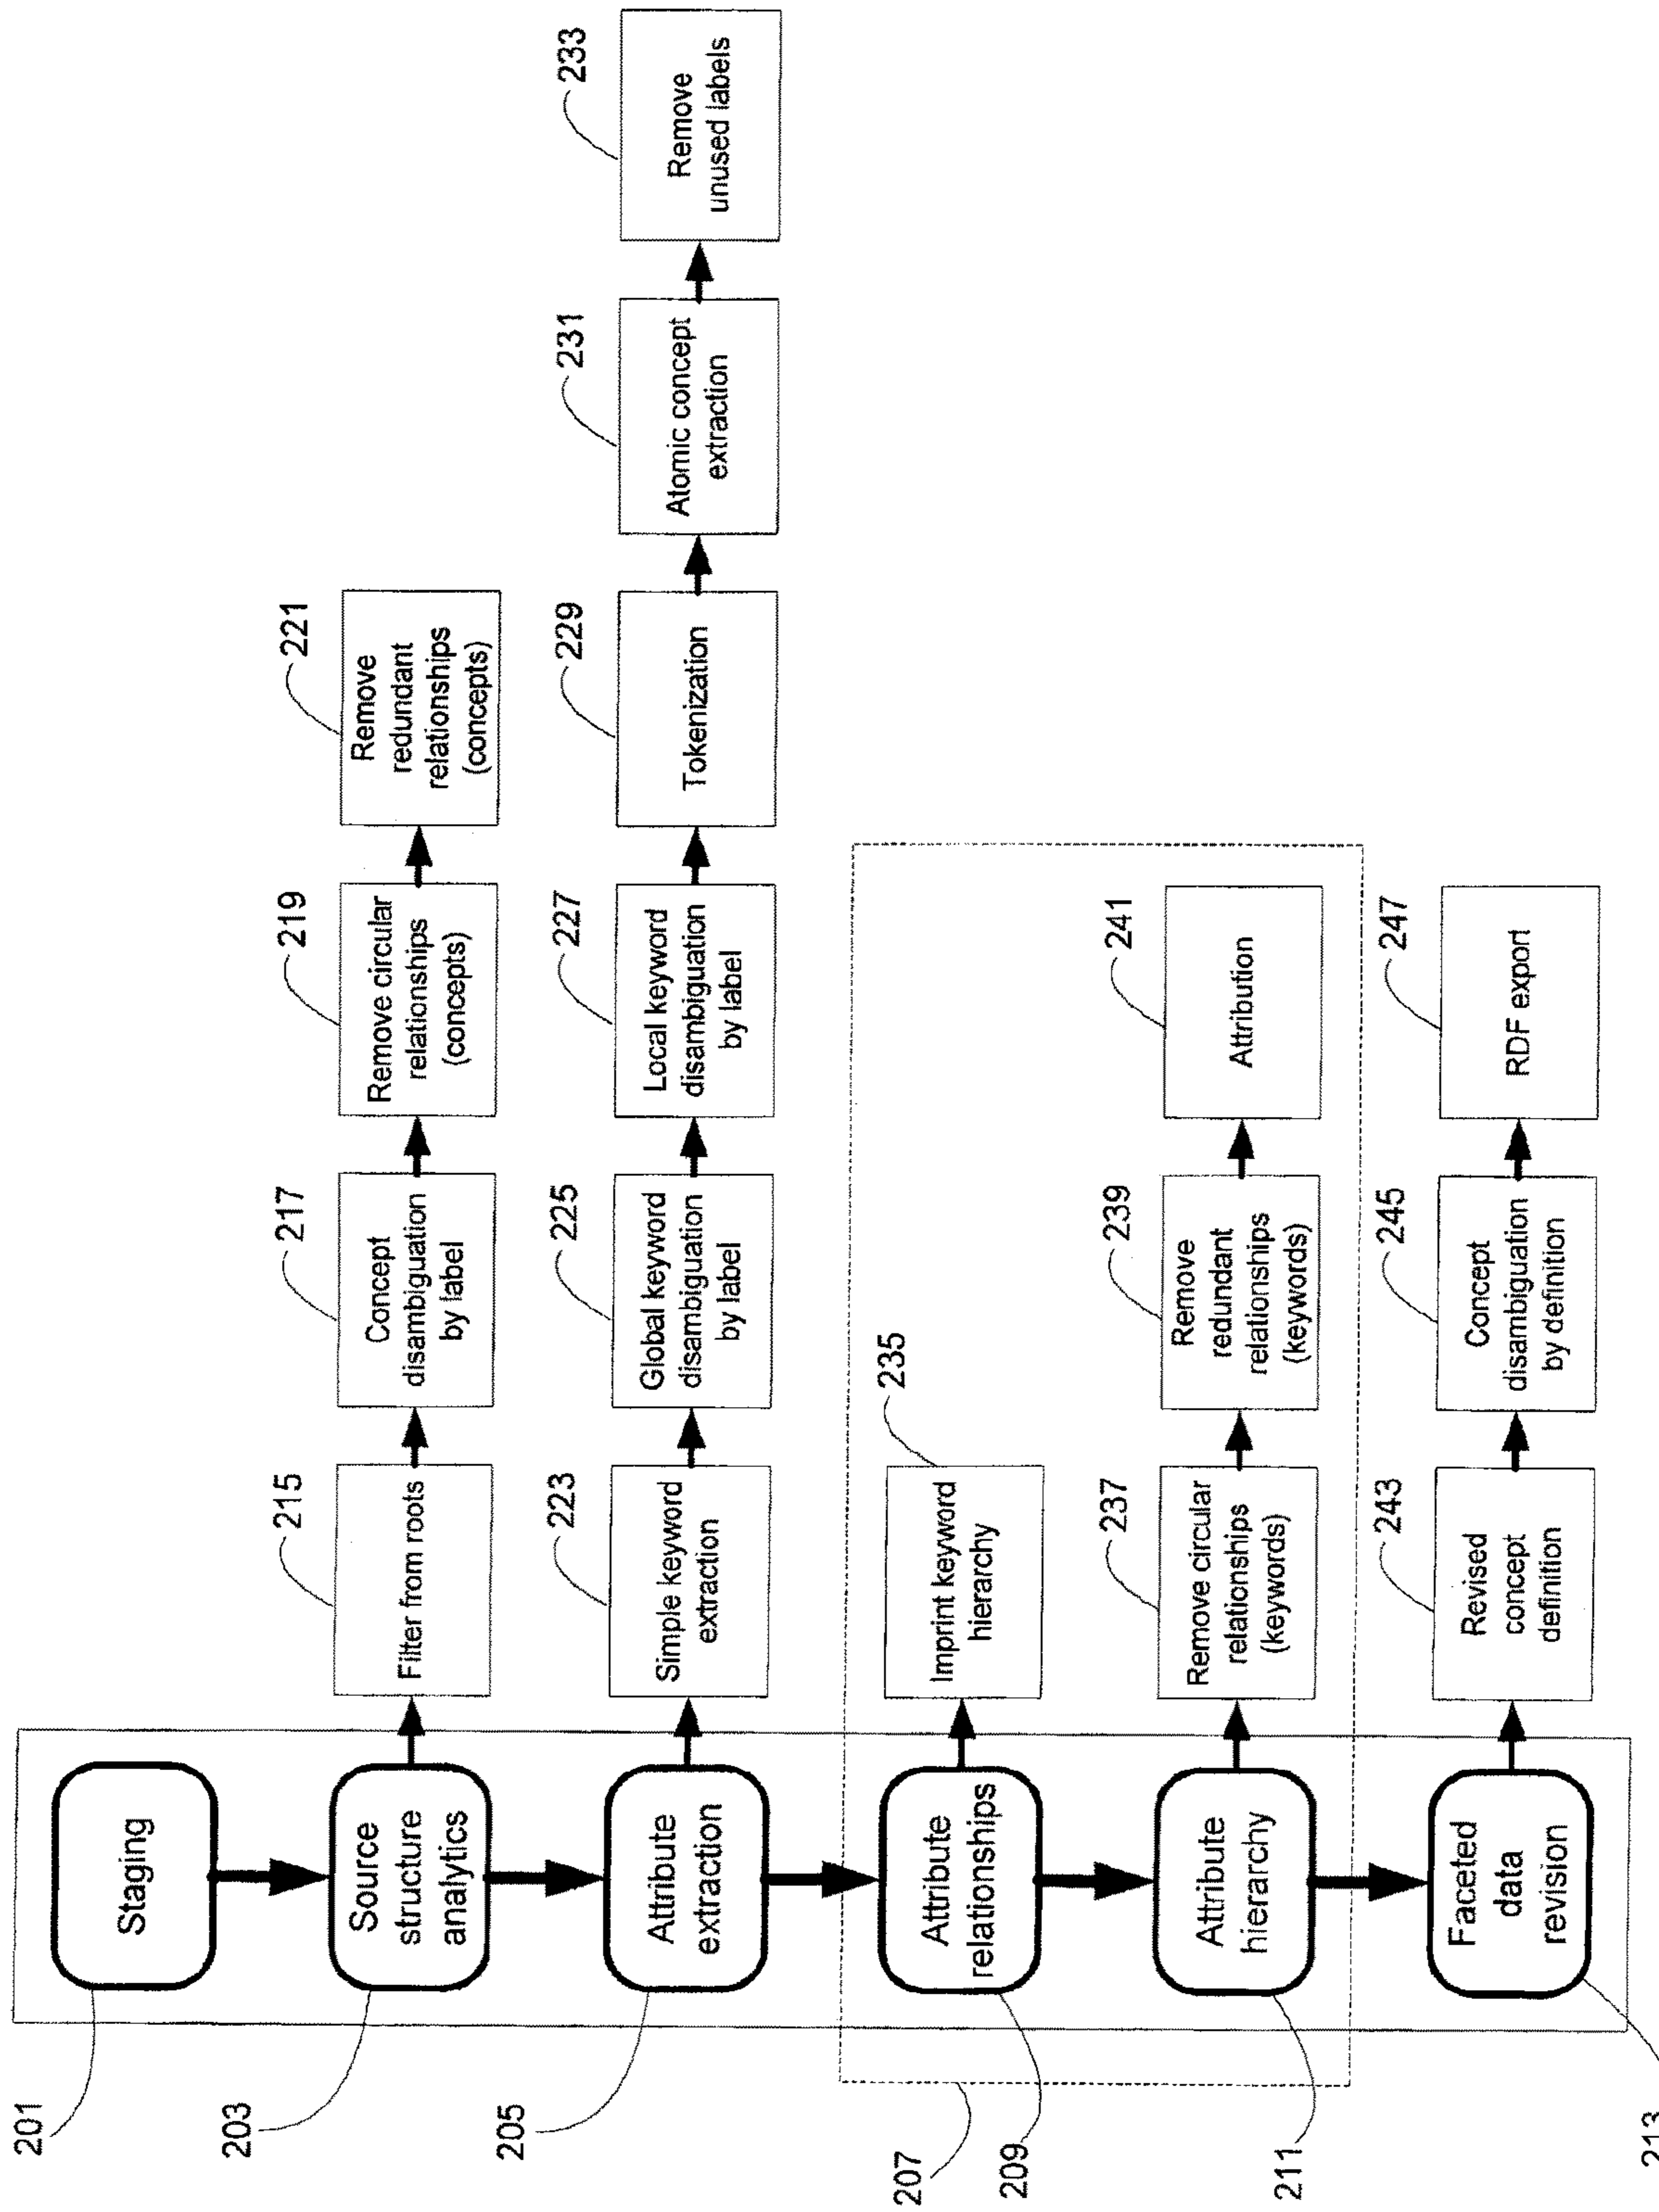 201
Staging
203
Source
structure
analytics
215
Filter from roots
217
Concept
disambiguation
by label
219
Remove circular
relationships
(concepts)
221
Remove
redundant
relationships
(concepts)
205
Attribute
extraction
223
Simple keyword
extraction
225
Global keyword
disambiguation
by label
227
Local keyword
disambiguation
by label
229
Tokenization
231
Atomic concept
extraction
233
Remove
unused labels
207
209
Attribute
relationships
235
Imprint keyword
hierarchy
211
Attribute
hierarchy
237
Remove circular
relationships
(keywords)
239
Remove
redundant
relationships
(keywords)
241
Attribution
213
Faceted
data
revision
243
Revised
concept
definition
245
Concept
disambiguation
by definition
247
RDF export